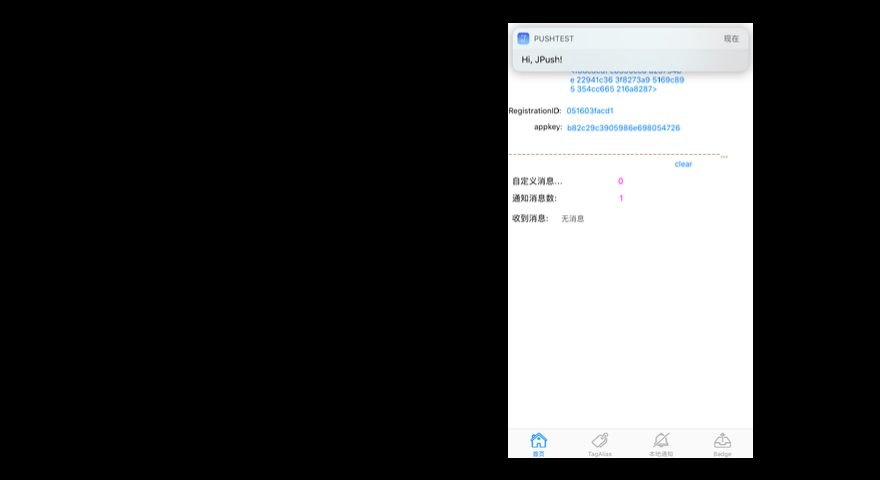 PUSHTEST 现在
Hi, JPush!
e 22941c36 3f8273a9 5169c89
5 354cc665 216a8287>
RegistrationID: 051603facd1
appkey: b82c29c3905986e698054726
clear
自定义消息... 0
通知消息数: 1
收到消息: 无消息
首页 TagAlias 本地通知 Badge